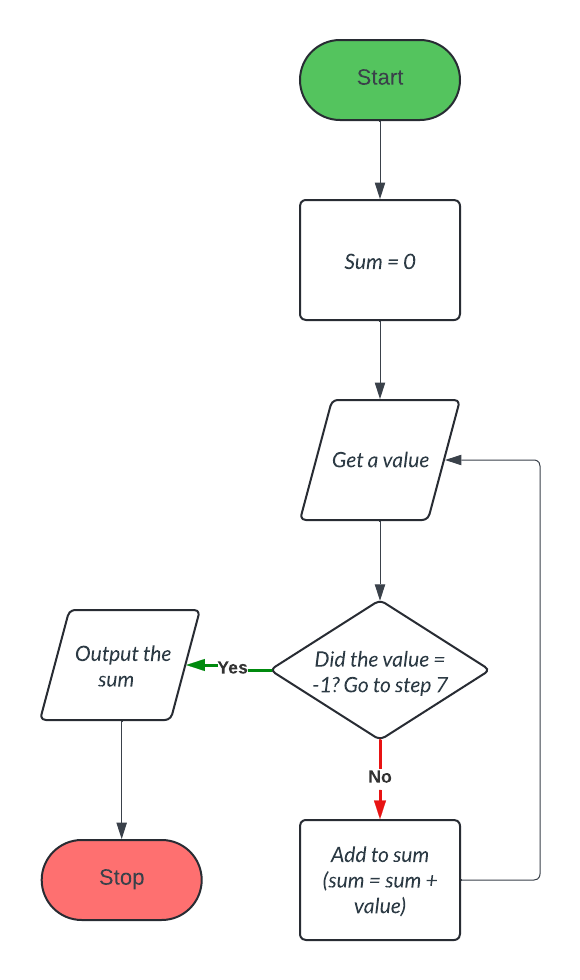 Start
Sum = 0
Get a value
Did the value =
-1? Go to step 7
Yes
Output the
sum
No
Add to sum
(sum = sum +
value)
Stop